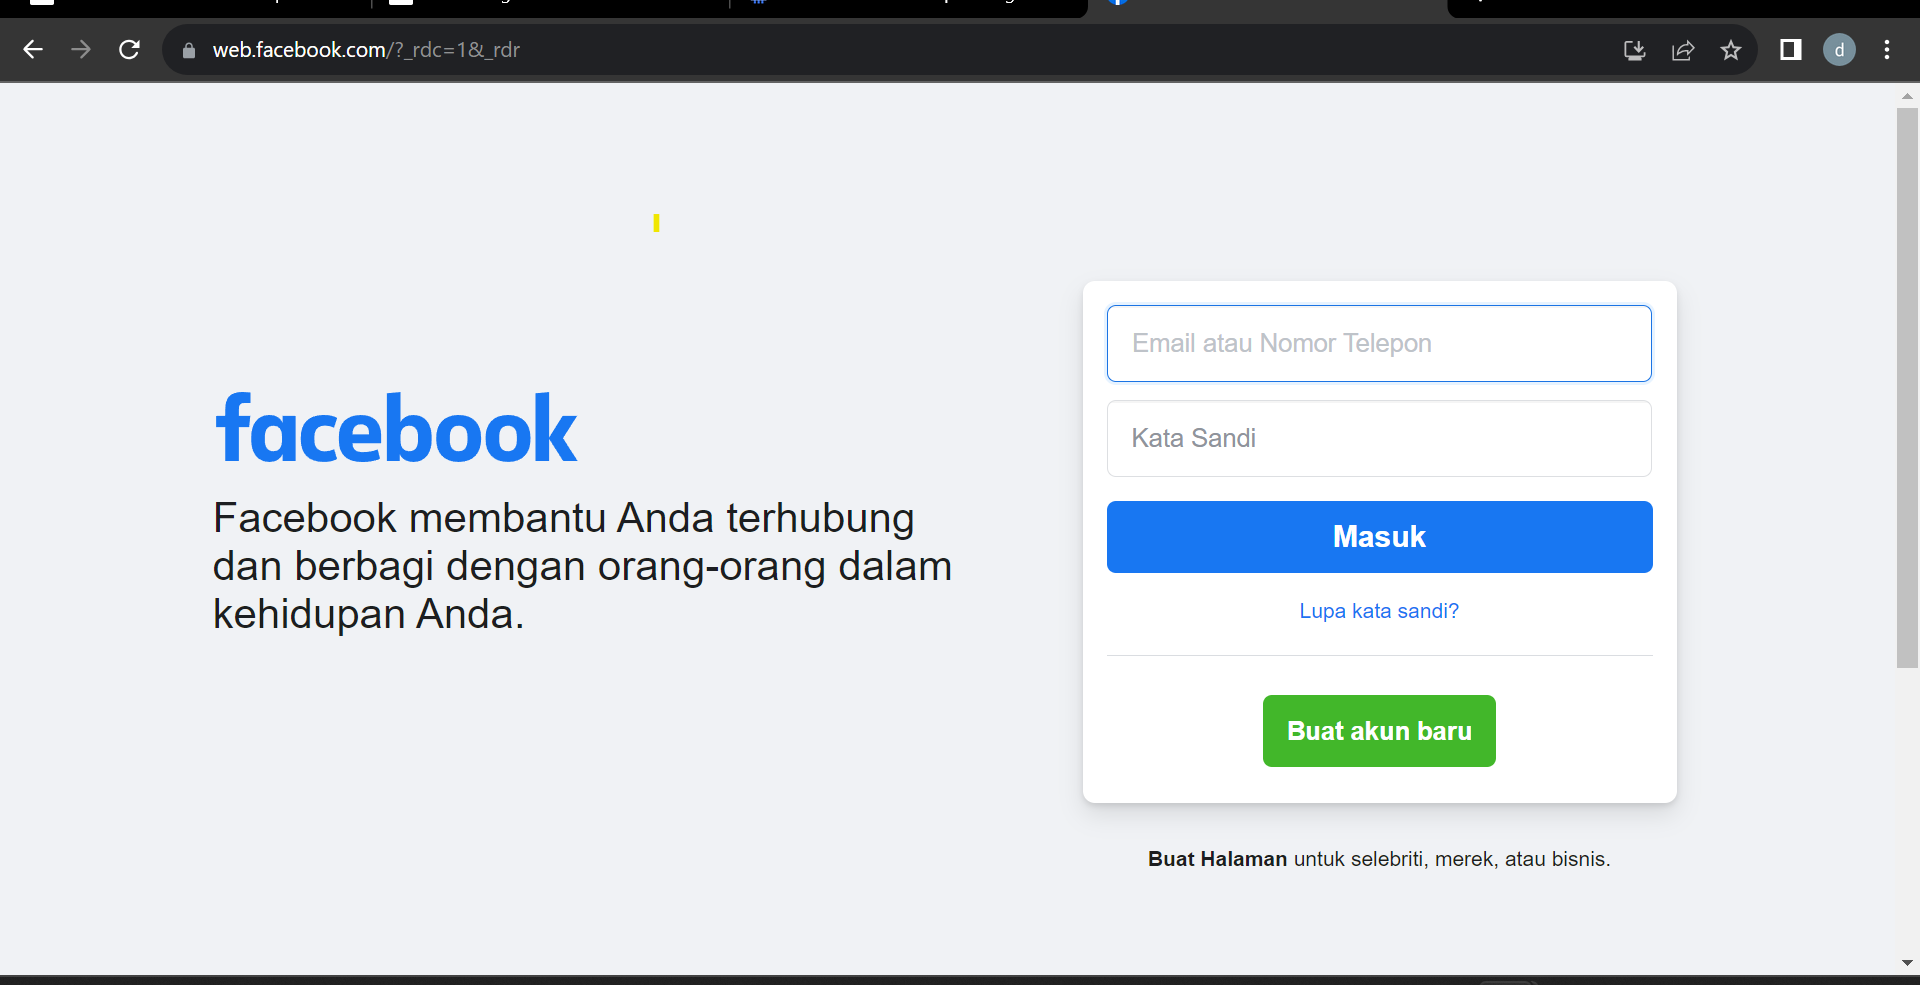 web.facebook.com/?_rdc=1&_rdr
d
facebook
Facebook membantu Anda terhubung
dan berbagi dengan orang-orang dalam
kehidupan Anda.
Email atau Nomor Telepon
Kata Sandi
Masuk
Lupa kata sandi?
Buat akun baru
Buat Halaman untuk selebriti, merek, atau bisnis.